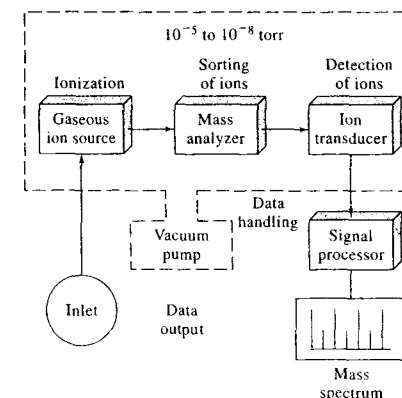 10⁻⁵ to 10⁻⁸ torr
Ionization
Sorting
of ions
Detection
of ions
Gaseous
ion source
Mass
analyzer
Ion
transducer
Vacuum
pump
Data
handling
Signal
processor
Inlet
Data
output
Mass
spectrum